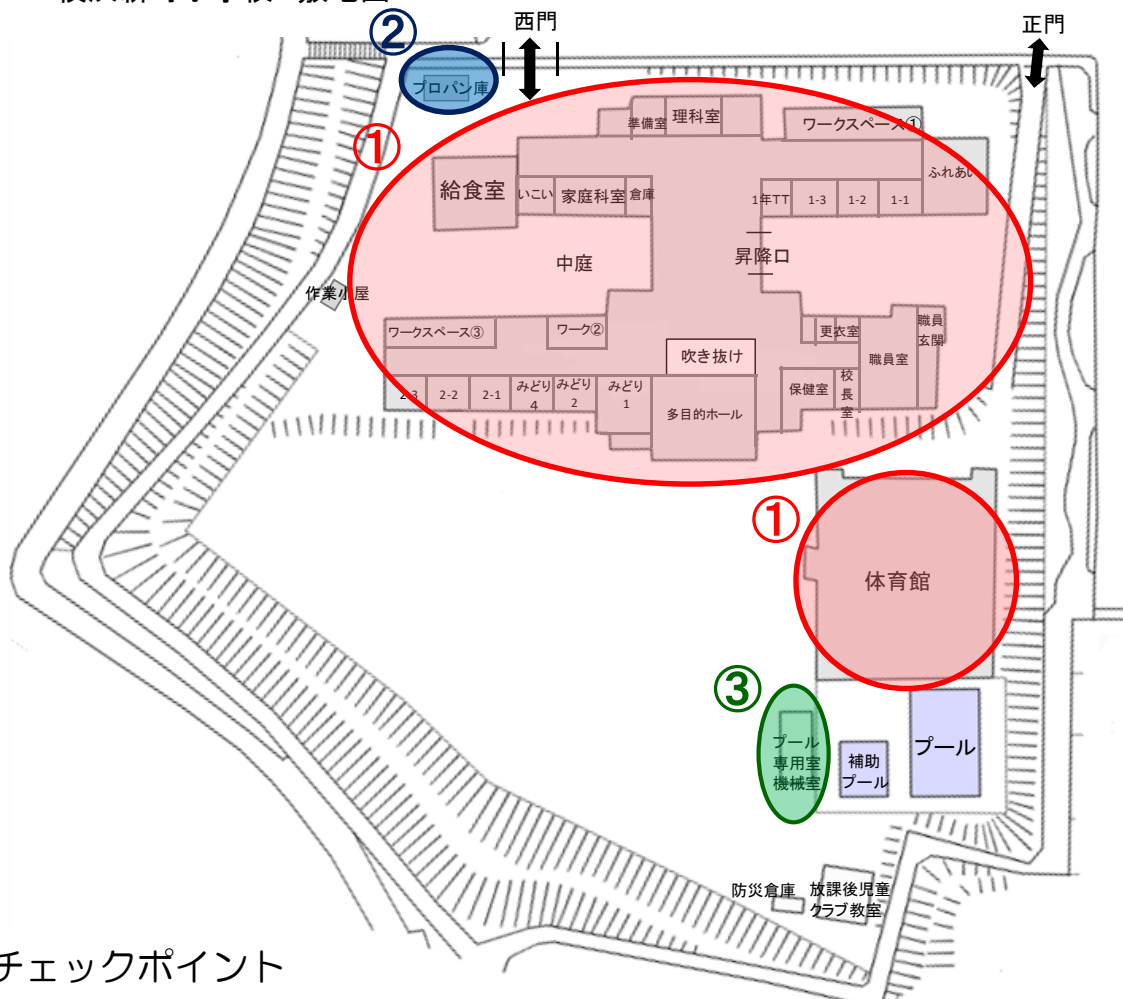 西門
正門
②
プロパン庫
①
準備室
理科室
ワークスペース①
ふれあい
給食室
いこい
家庭科室
倉庫
1年TT
1-3
1-2
1-1
中庭
昇降口
作業小屋
ワークスペース③
ワーク②
吹き抜け
更衣室
職員室
職員
玄関
2-3
2-2
2-1
みどり
4
みどり
2
みどり
1
多目的ホール
保健室
校
長
室
①
体育館
③
プール
専用室
機械室
補助
プール
プール
防災倉庫
放課後児童
クラブ教室
チェックポイント